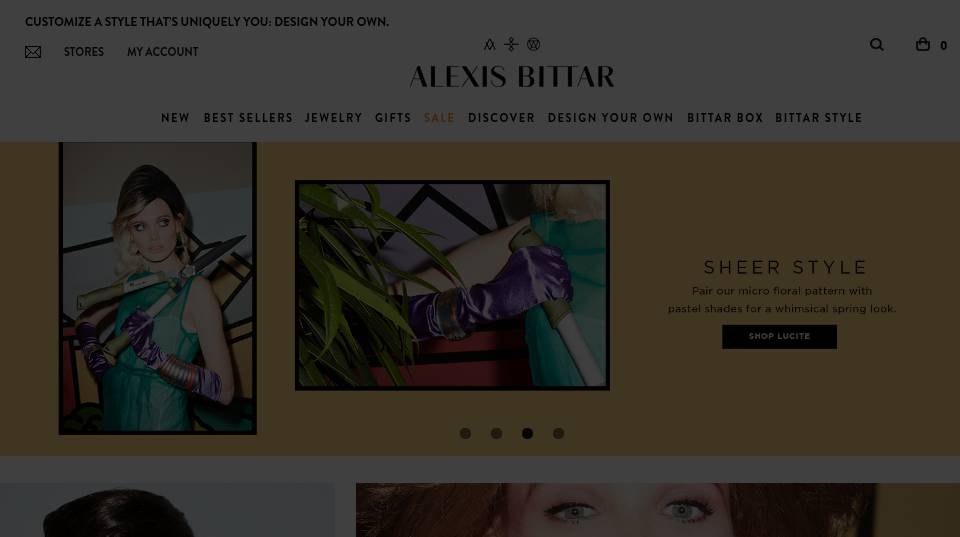 CUSTOMIZE A STYLE THAT'S UNIQUELY YOU: DESIGN YOUR OWN.
STORES MY ACCOUNT
0
ALEXIS BITTAR
NEW BEST SELLERS JEWELRY GIFTS SALE DISCOVER DESIGN YOUR OWN BITTAR BOX BITTAR STYLE
SHEER STYLE
Pair our micro floral pattern with
pastel shades for a whimsical spring look.
SHOP LUCITE